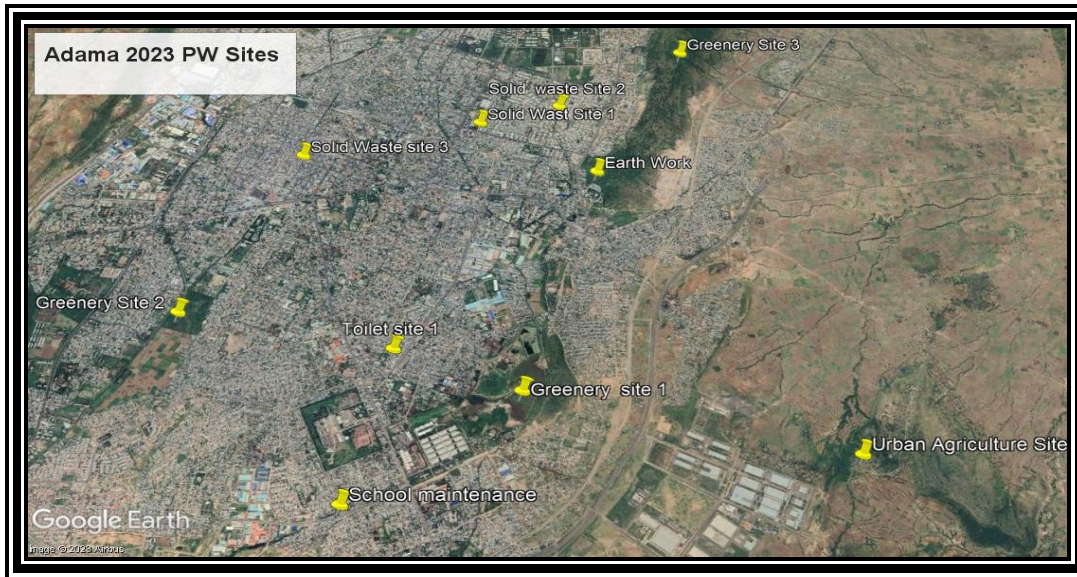 Adama 2023 PW Sites
Greenery Site 3
Solid waste Site 2
Solid Wast Site 1
Solid Waste site 3
Earth Work
Greenery Site 2
Toilet site 1
Greenery site 1
Urban Agriculture Site
School maintenance
Google Earth
Image © 2023 Airbus